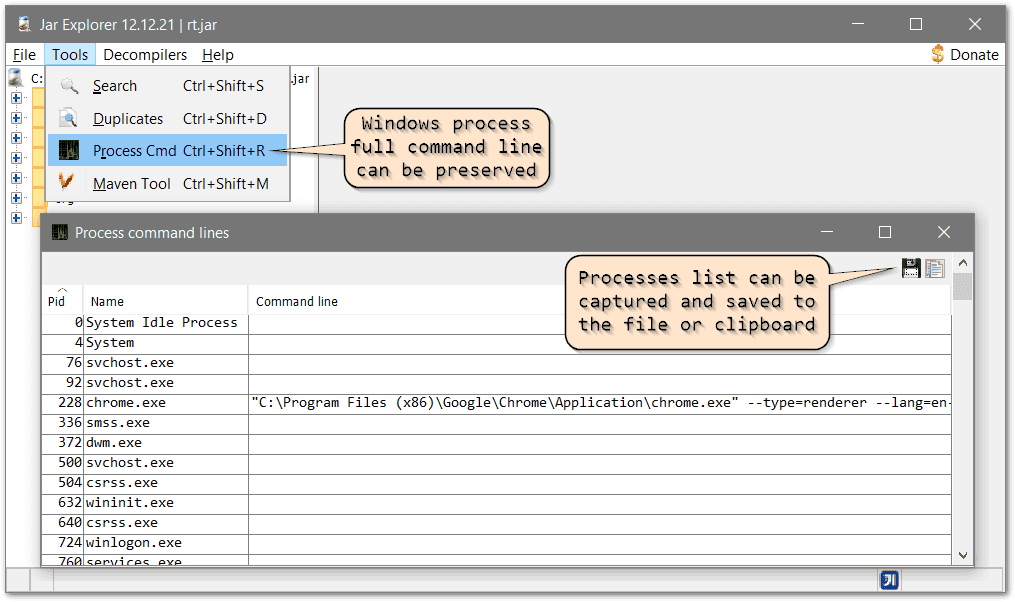 Jar Explorer 12.12.21 | rt.jar
File Tools Decompilers Help Donate
C: .jar
Search Ctrl+Shift+S
Duplicates Ctrl+Shift+D
Process Cmd Ctrl+Shift+R
Maven Tool Ctrl+Shift+M
Windows process
full command line
can be preserved
Process command lines
Processes list can be
captured and saved to
the file or clipboard
Pid Name Command line
0 System Idle Process
4 System
76 svchost.exe
92 svchost.exe
228 chrome.exe "C:\Program Files (x86)\Google\Chrome\Application\chrome.exe" --type=renderer --lang=en-
336 smss.exe
372 dwm.exe
500 svchost.exe
504 csrss.exe
632 wininit.exe
640 csrss.exe
724 winlogon.exe
760 services.exe